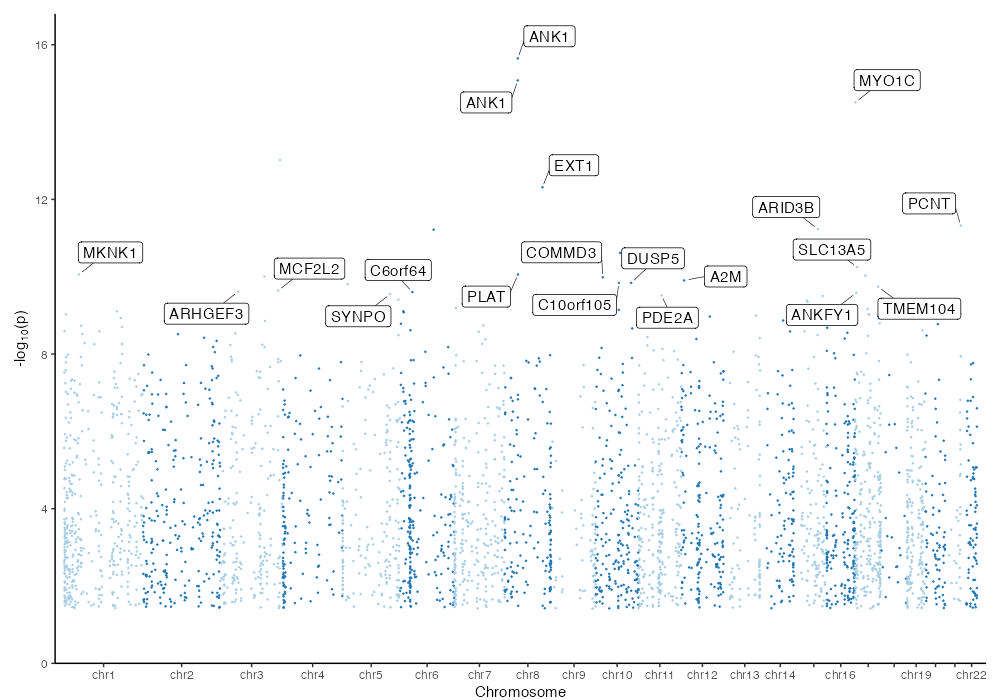 16
ANK1
MYO1C
ANK1
EXT1
12
ARID3B
PCNT
MKNK1
COMMD3
SLC13A5
MCF2L2
C6orf64
DUSP5
A2M
PLAT
C10orf105
ARHGEF3
SYNPO
PDE2A
ANKFY1
TMEM104
-log10(p)
8
4
0
chr1 chr2 chr3 chr4 chr5 chr6 chr7 chr8 chr9 chr10 chr11 chr12 chr13 chr14 chr16 chr19 chr22
Chromosome